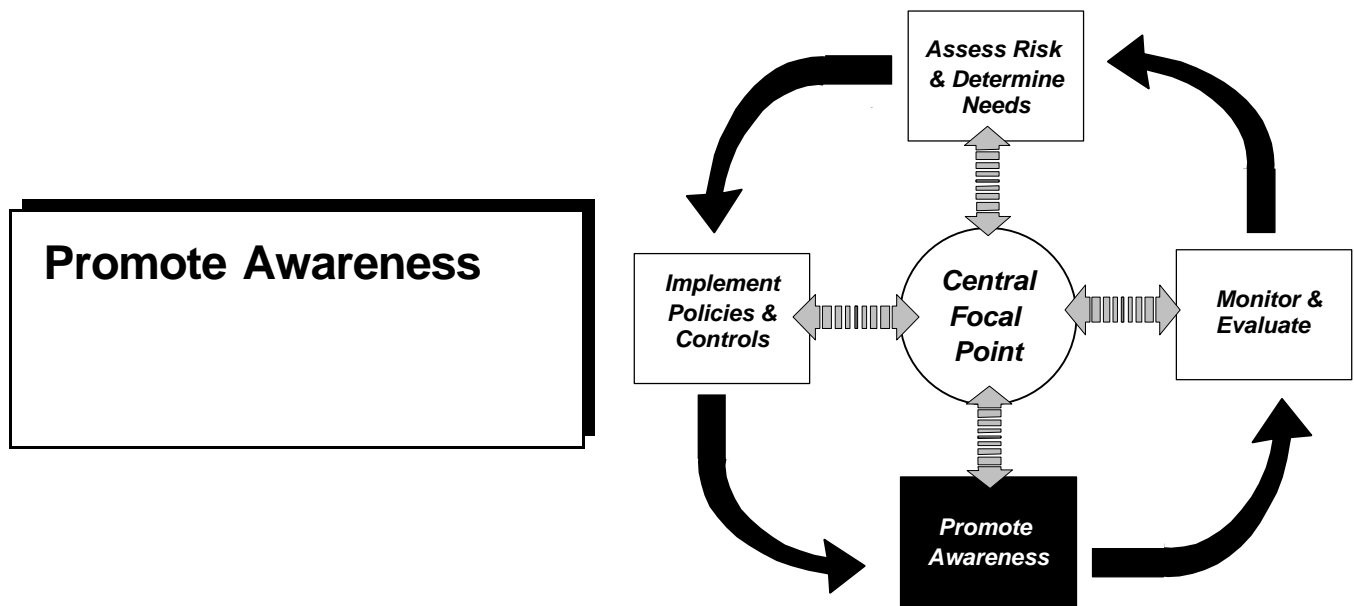 Promote Awareness
Assess Risk
& Determine
Needs
Implement
Policies &
Controls
Central
Focal
Point
Monitor &
Evaluate
Promote
Awareness